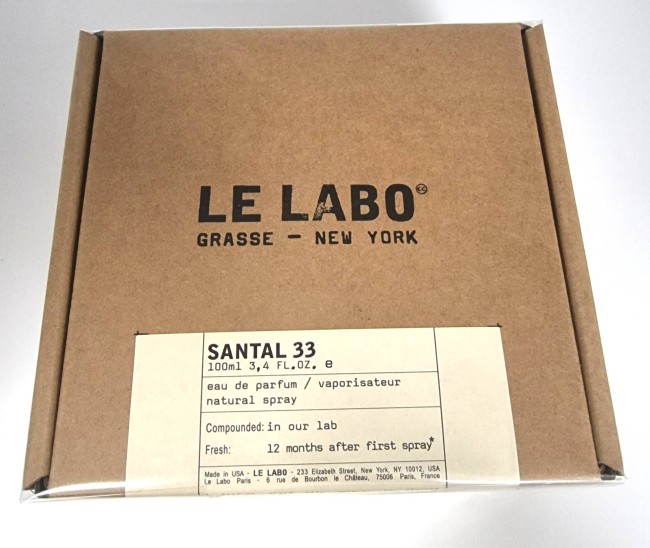 LE LABO
GRASSE — NEW YORK
SANTAL 33
100ml 3,4 FL.OZ. e
eau de parfum / vaporisateur
natural spray
Compounded: in our lab
Fresh: 12 months after first spray*
Made in USA - LE LABO - 233 Elizabeth Street, New York, NY 10012, USA
Le Labo Paris - 6 rue de Bourbon le Château, 75006 Paris, France